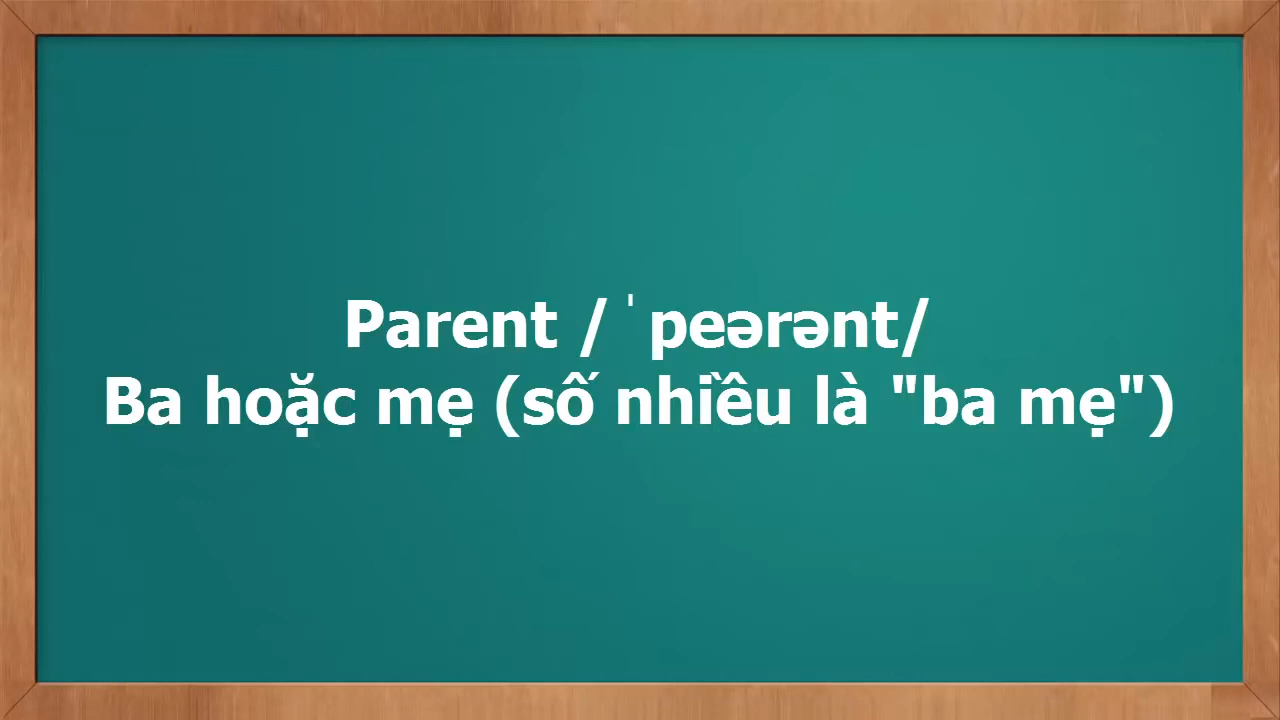 Parent /ˈpeərənt/
Ba hoặc mẹ (số nhiều là "ba mẹ")